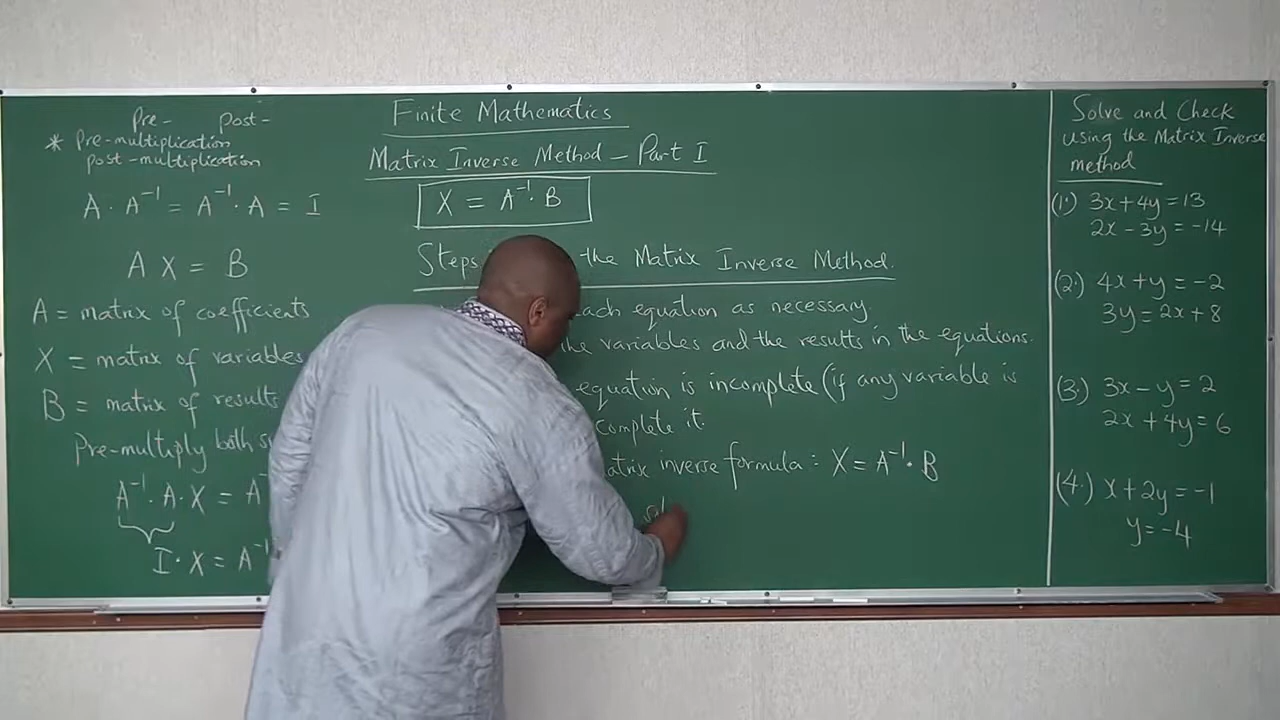 Pre- post-
* Pre-multiplication
post-multiplication
A · A⁻¹ = A⁻¹ · A = I
A X = B
A = matrix of coefficients
X = matrix of variables
B = matrix of results
Pre-multiply both
A⁻¹ · A · X = A⁻
I · X = A⁻¹
Finite Mathematics
Matrix Inverse Method - Part I
X = A⁻¹ · B
Steps the Matrix Inverse Method.
each equation as necessary
the variables and the results in the equations.
equation is incomplete (if any variable is
complete it.
matrix inverse formula : X = A⁻¹ · B
Solve and Check
using the Matrix Inverse
method
(1.) 3x + 4y = 13
2x - 3y = -14
(2.) 4x + y = -2
3y = 2x + 8
(3.) 3x - y = 2
2x + 4y = 6
(4.) x + 2y = -1
y = -4